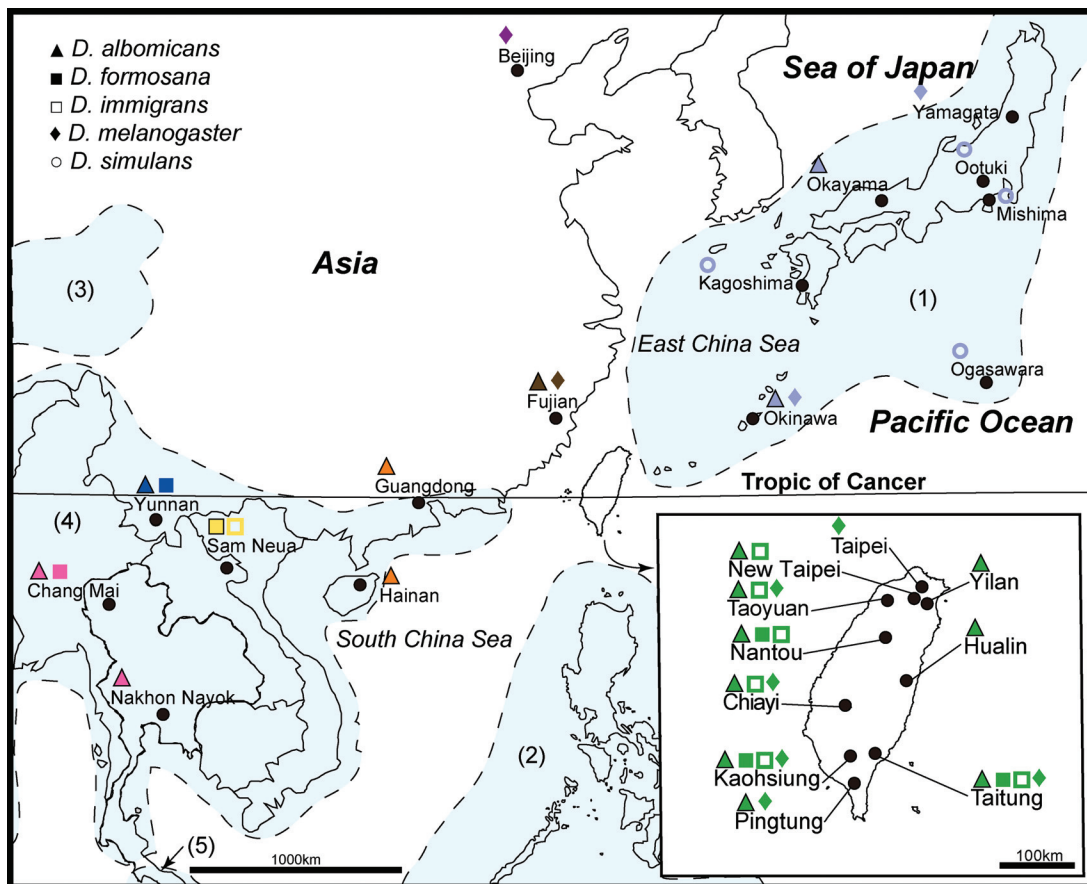 D. albomicans
D. formosana
D. immigrans
D. melanogaster
D. simulans
Beijing
Sea of Japan
Yamagata
Ootuki
Okayama
Mishima
Asia
(3)
Kagoshima
(1)
East China Sea
Ogasawara
Fujian
Okinawa
Pacific Ocean
Guangdong
Tropic of Cancer
Yunnan
(4)
Sam Neua
Chang Mai
Hainan
South China Sea
Nakhon Nayok
(2)
(5)
1000km
Taipei
New Taipei
Yilan
Taoyuan
Nantou
Hualin
Chiayi
Kaohsiung
Taitung
Pingtung
100km